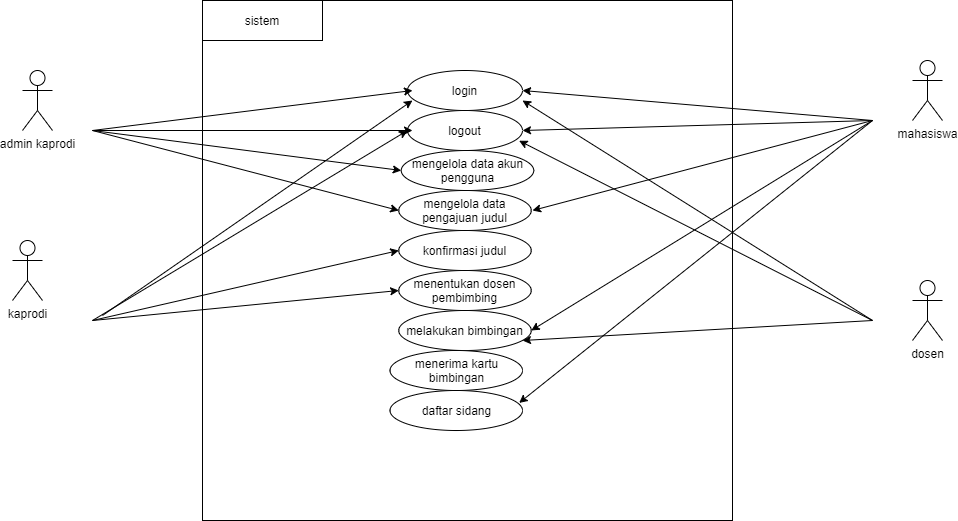 sistem
login
logout
mengelola data akun
pengguna
mengelola data
pengajuan judul
konfirmasi judul
menentukan dosen
pembimbing
melakukan bimbingan
menerima kartu
bimbingan
daftar sidang
admin kaprodi
kaprodi
mahasiswa
dosen